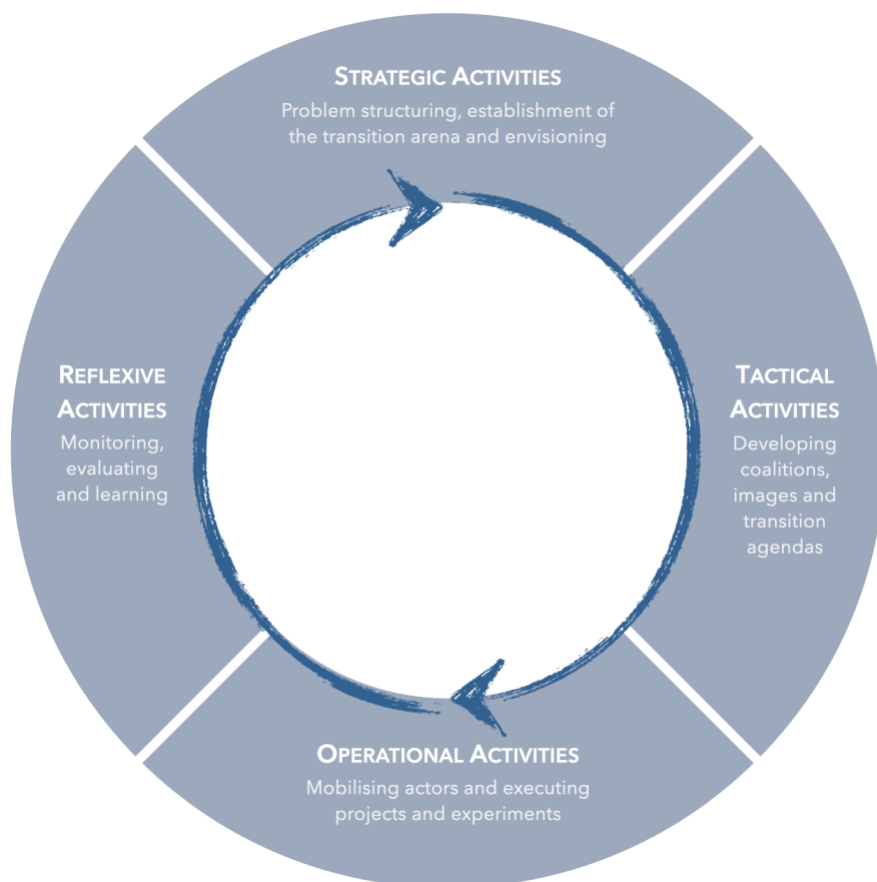 STRATEGIC ACTIVITIES
Problem structuring, establishment of
the transition arena and envisioning
TACTICAL
ACTIVITIES
Developing
coalitions,
images and
transition
agendas
OPERATIONAL ACTIVITIES
Mobilising actors and executing
projects and experiments
REFLEXIVE
ACTIVITIES
Monitoring,
evaluating
and learning